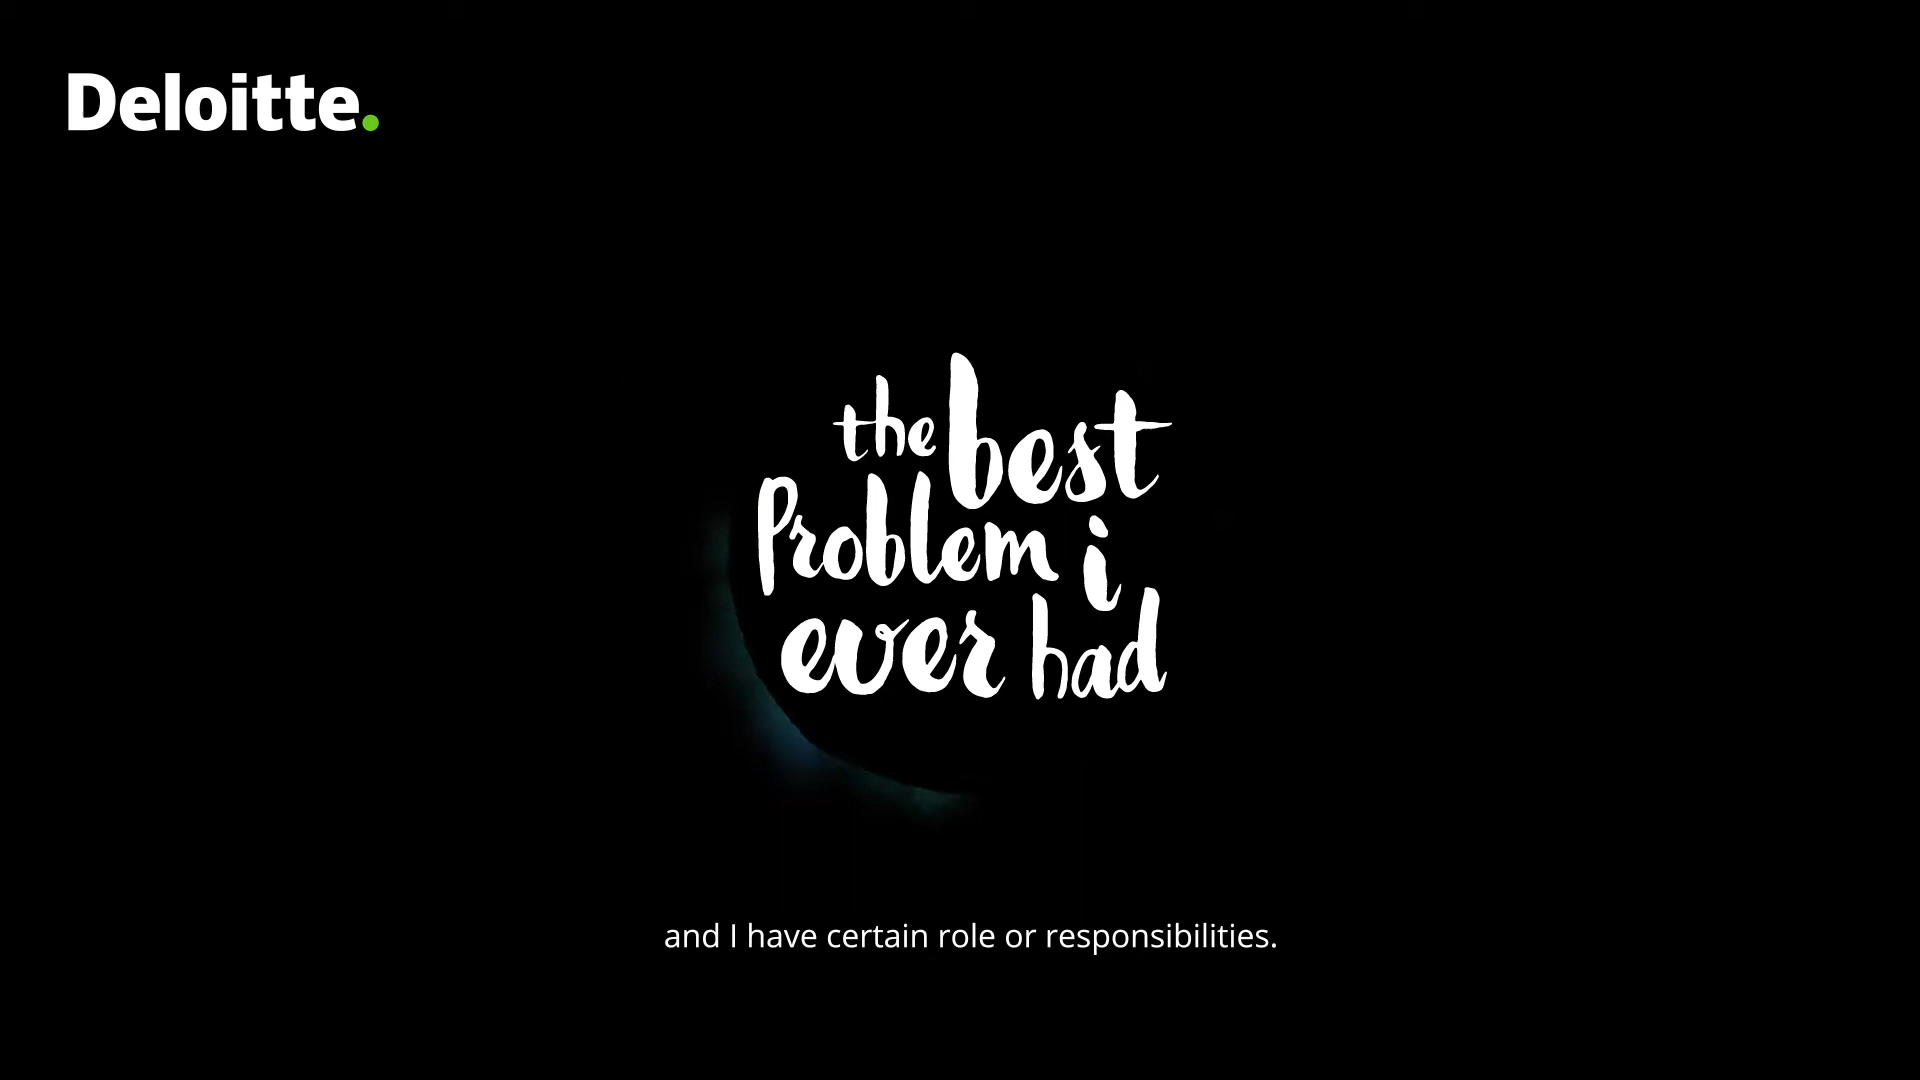 Deloitte.
the best
Problem i
ever had
and I have certain role or responsibilities.